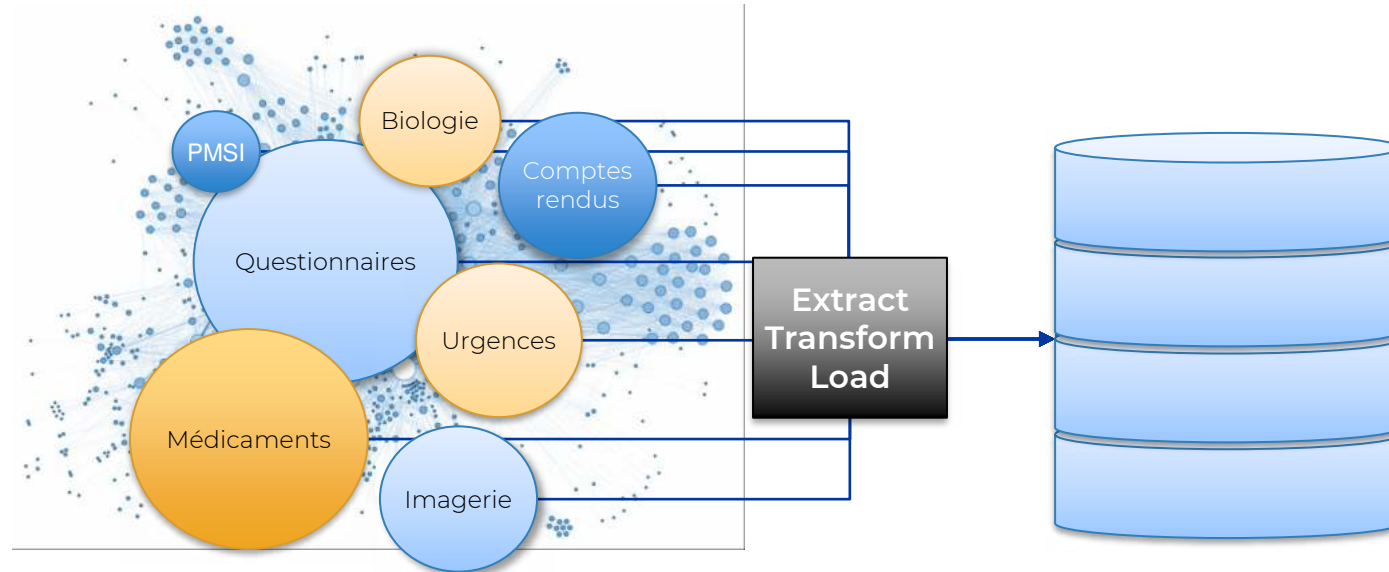 Biologie
PMSI
Comptes
rendus
Questionnaires
Urgences
Extract
Transform
Load
Médicaments
Imagerie